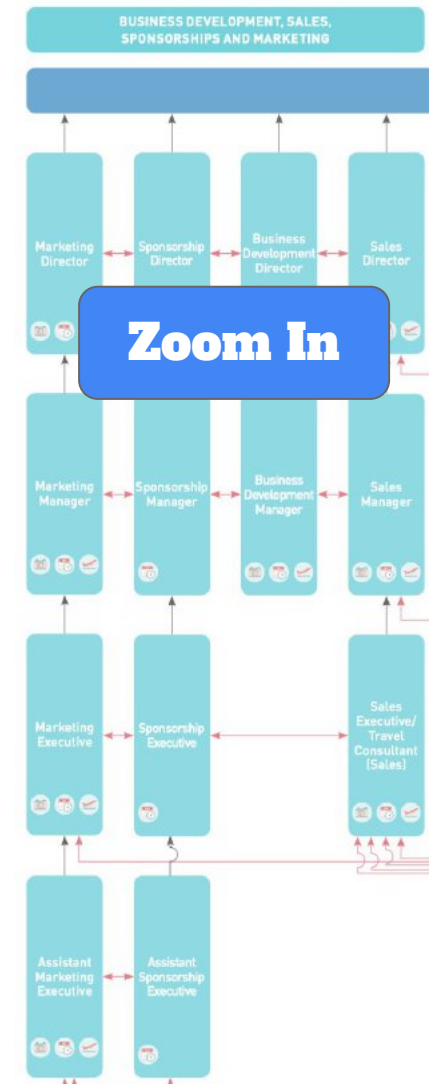 BUSINESS DEVELOPMENT, SALES,
SPONSORSHIPS AND MARKETING
Marketing
Director
Sponsorship
Director
Business
Development
Director
Sales
Director
Zoom In
Marketing
Manager
Sponsorship
Manager
Business
Development
Manager
Sales
Manager
Marketing
Executive
Sponsorship
Executive
Sales
Executive/
Travel
Consultant
(Sales)
Assistant
Marketing
Executive
Assistant
Sponsorship
Executive